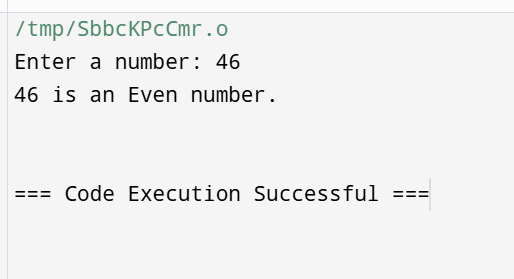 /tmp/SbbcKPcCmr.o
Enter a number: 46
46 is an Even number.
=== Code Execution Successful ===